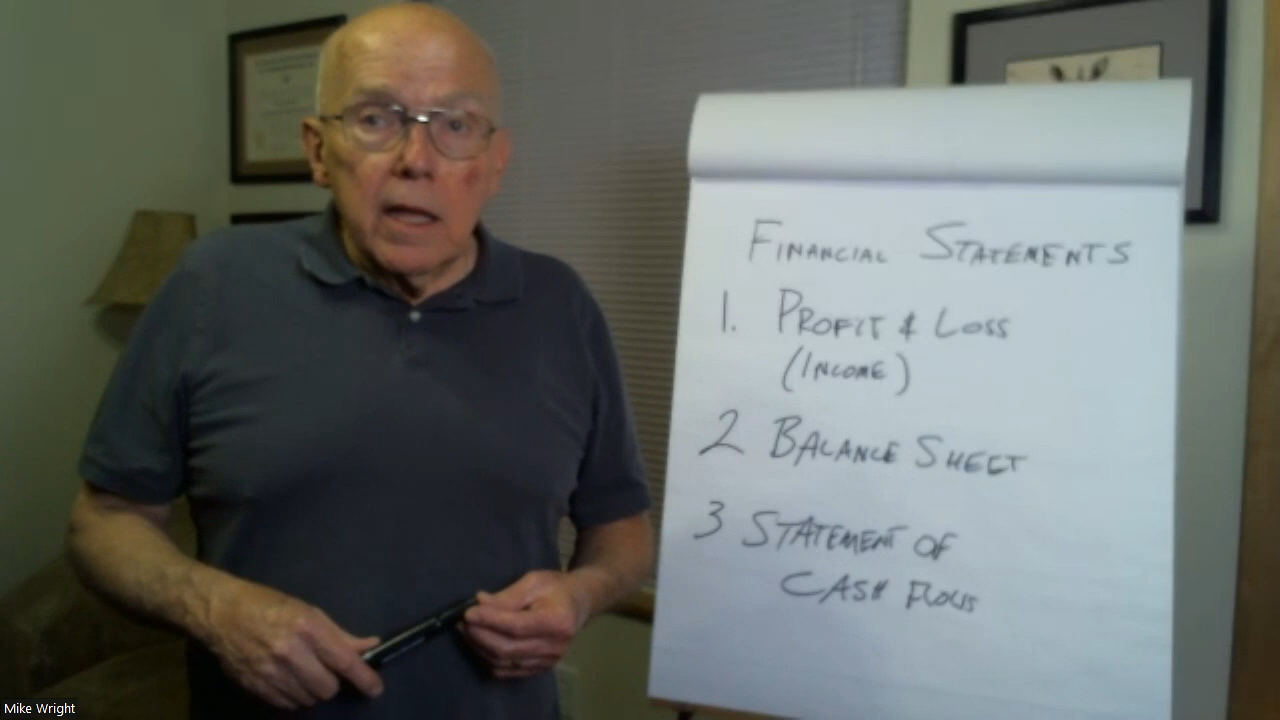 Financial Statements
1. Profit & Loss
(Income)
2 Balance Sheet
3 Statement of
Cash Flows
Mike Wright